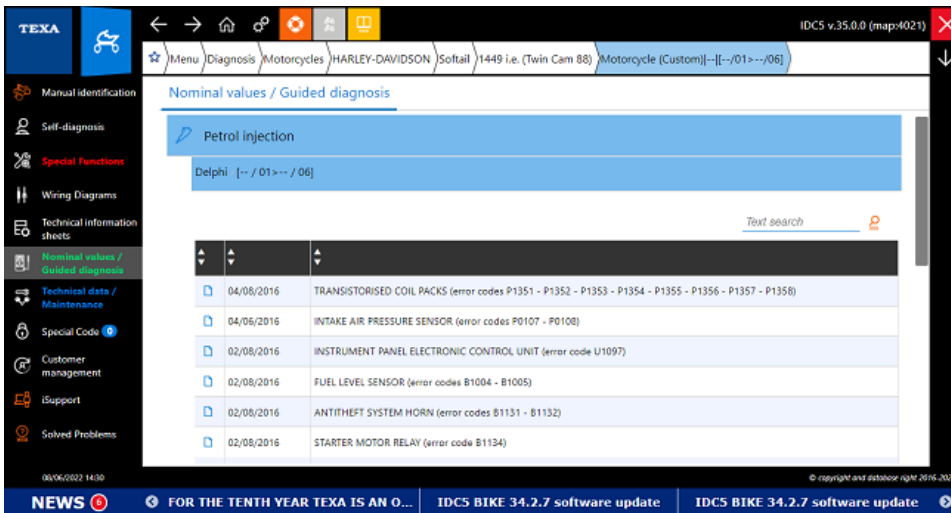 TEXA
IDC5 v.35.0.0 (map:4021)
Menu Diagnosis Motorcycles HARLEY-DAVIDSON Softail 1449 i.e. (Twin Cam 88) Motorcycle (Custom)|--|[--/01>--/06]
Manual identification
Self-diagnosis
Special Functions
Wiring Diagrams
Technical information
sheets
Nominal values /
Guided diagnosis
Technical data /
Maintenance
Special Code 0
Customer
management
iSupport
Solved Problems
08/06/2022 14:30
Nominal values / Guided diagnosis
Petrol injection
Delphi [-- / 01>-- / 06]
Text search
04/08/2016 TRANSISTORISED COIL PACKS (error codes P1351 - P1352 - P1353 - P1354 - P1355 - P1356 - P1357 - P1358)
04/06/2016 INTAKE AIR PRESSURE SENSOR (error codes P0107 - P0108)
02/08/2016 INSTRUMENT PANEL ELECTRONIC CONTROL UNIT (error code U1097)
02/08/2016 FUEL LEVEL SENSOR (error codes B1004 - B1005)
02/08/2016 ANTITHEFT SYSTEM HORN (error codes B1131 - B1132)
02/08/2016 STARTER MOTOR RELAY (error code B1134)
© copyright and database right 2016-202
NEWS 6 FOR THE TENTH YEAR TEXA IS AN O... IDC5 BIKE 34.2.7 software update IDC5 BIKE 34.2.7 software update